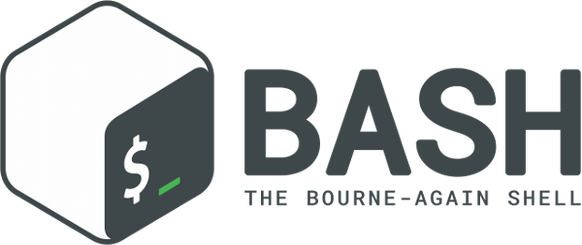 $_
BASH
THE BOURNE-AGAIN SHELL